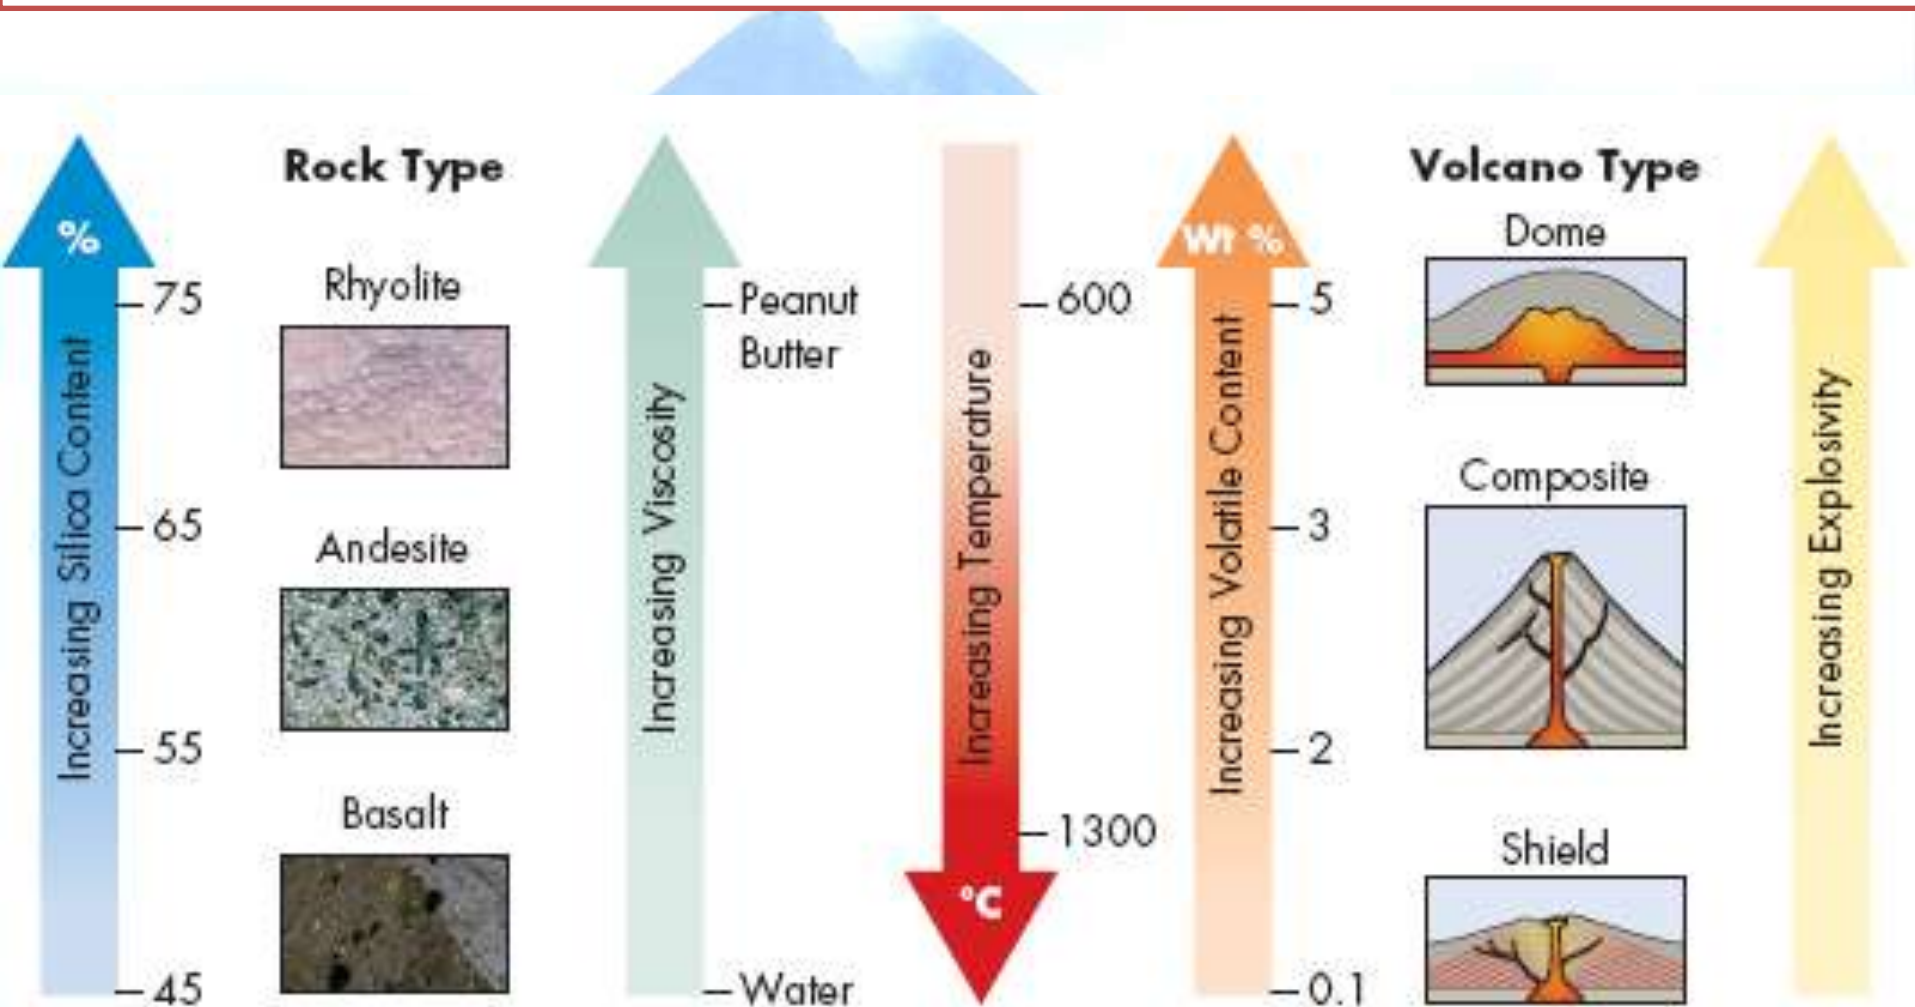 %
Increasing Silica Content
75
65
55
45
Rock Type
Rhyolite
Andesite
Basalt
Increasing Viscosity
Peanut
Butter
Water
Increasing Temperature
600
1300
°C
Wt %
Increasing Volatile Content
5
3
2
0.1
Volcano Type
Dome
Composite
Shield
Increasing Explosivity